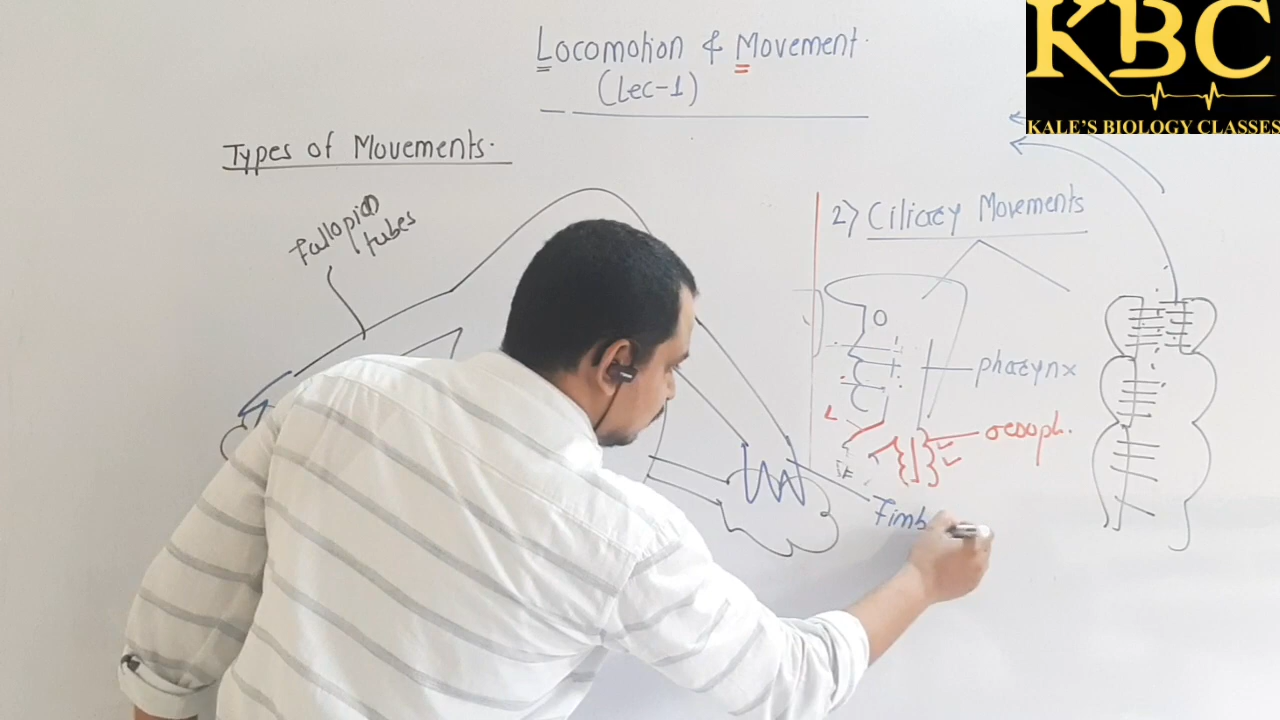 Locomotion & Movement.
(Lec-1)
KBC
KALE'S BIOLOGY CLASSES
Types of Movements.
Fallopian
tubes
2) Ciliary Movements
pharynx
oesoph.
Fimb